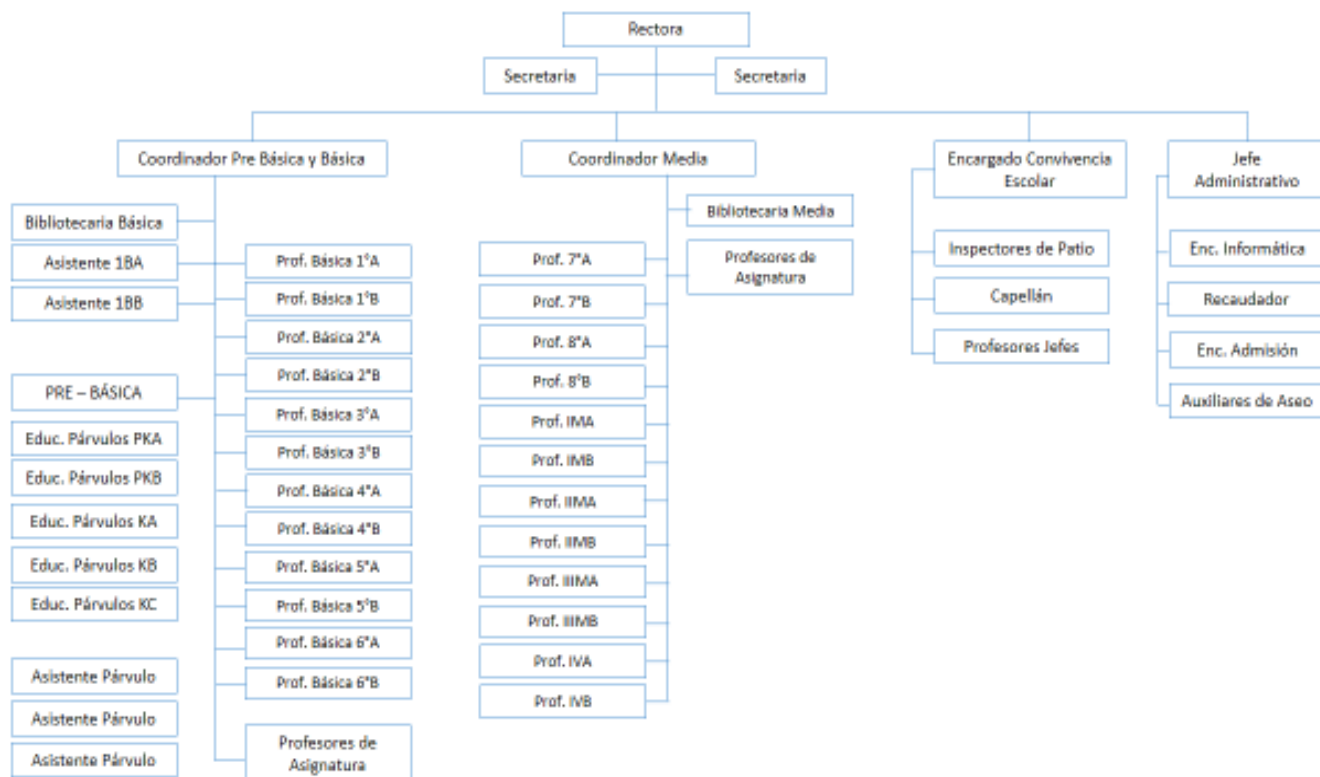 Rectora
Secretaria
Secretaria
Coordinador Pre Básica y Básica
Coordinador Media
Encargado Convivencia
Escolar
Jefe
Administrativo
Bibliotecaria Básica
Asistente 1BA
Asistente 1BB
PRE – BÁSICA
Educ. Párvulos PKA
Educ. Párvulos PKB
Educ. Párvulos KA
Educ. Párvulos KB
Educ. Párvulos KC
Asistente Párvulo
Asistente Párvulo
Asistente Párvulo
Prof. Básica 1°A
Prof. Básica 1°B
Prof. Básica 2°A
Prof. Básica 2°B
Prof. Básica 3°A
Prof. Básica 3°B
Prof. Básica 4°A
Prof. Básica 4°B
Prof. Básica 5°A
Prof. Básica 5°B
Prof. Básica 6°A
Prof. Básica 6°B
Profesores de
Asignatura
Prof. 7°A
Prof. 7°B
Prof. 8°A
Prof. 8°B
Prof. IMA
Prof. IMB
Prof. IIMA
Prof. IIMB
Prof. IIIMA
Prof. IIIMB
Prof. IVA
Prof. IVB
Bibliotecaria Media
Profesores de
Asignatura
Inspectores de Patio
Capellán
Profesores Jefes
Enc. Informática
Recaudador
Enc. Admisión
Auxiliares de Aseo